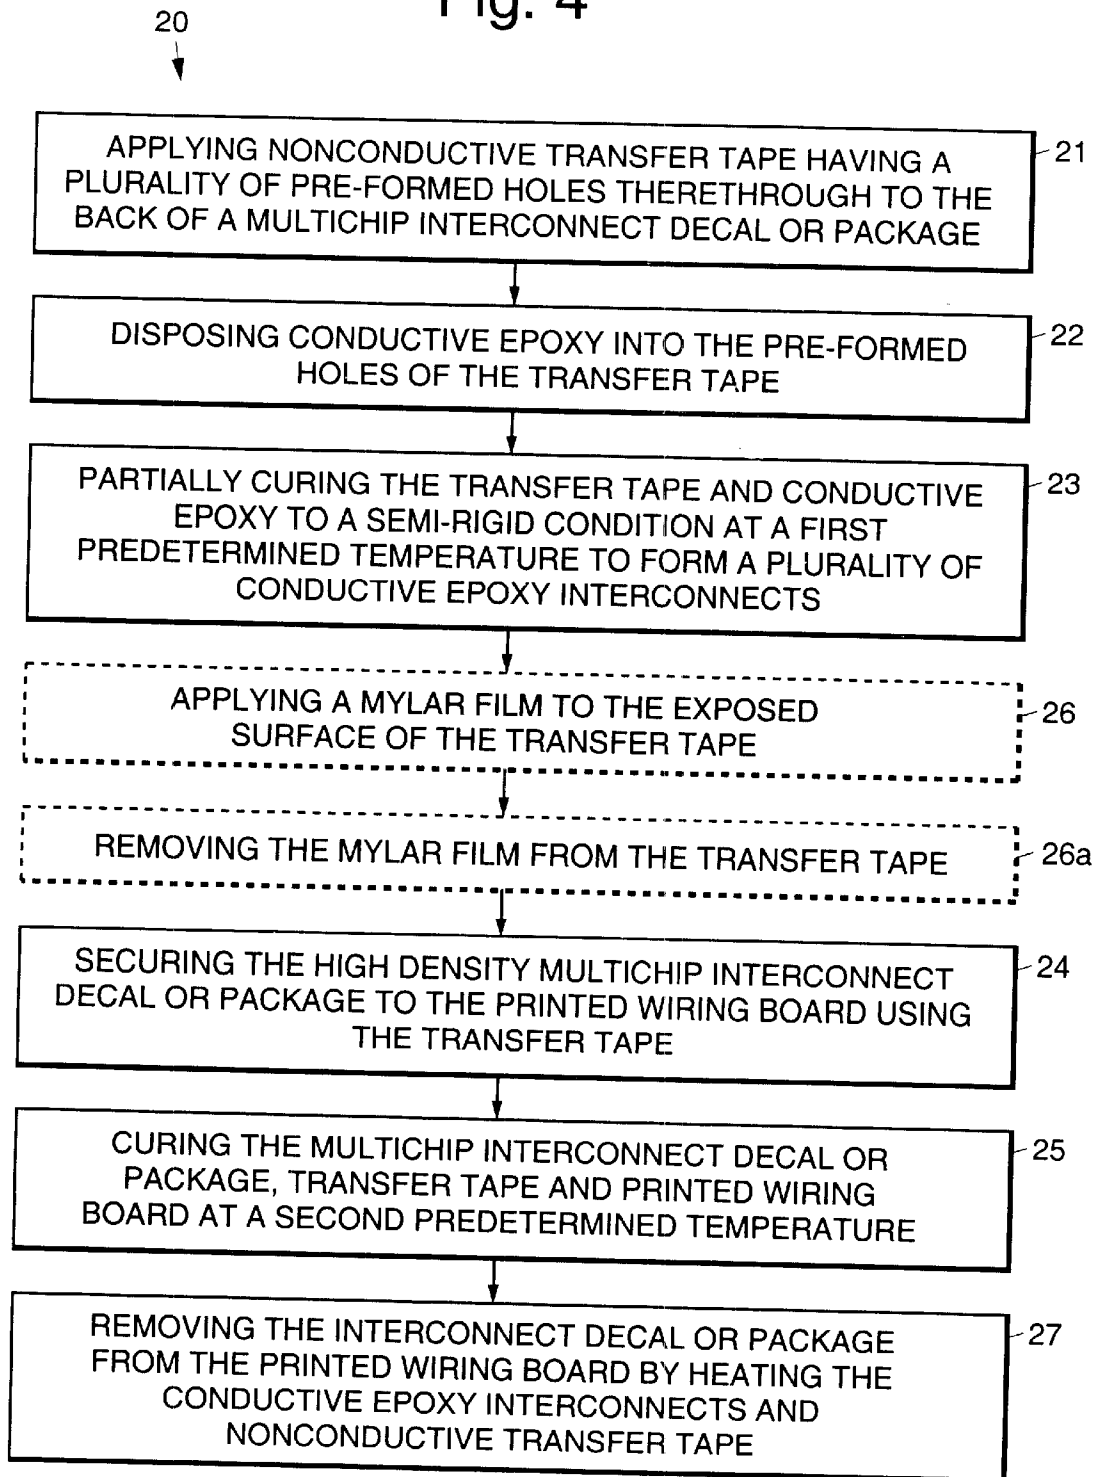 Fig. 4
20
APPLYING NONCONDUCTIVE TRANSFER TAPE HAVING A
PLURALITY OF PRE-FORMED HOLES THERETHROUGH TO THE
BACK OF A MULTICHIP INTERCONNECT DECAL OR PACKAGE
21
DISPOSING CONDUCTIVE EPOXY INTO THE PRE-FORMED
HOLES OF THE TRANSFER TAPE
22
PARTIALLY CURING THE TRANSFER TAPE AND CONDUCTIVE
EPOXY TO A SEMI-RIGID CONDITION AT A FIRST
PREDETERMINED TEMPERATURE TO FORM A PLURALITY OF
CONDUCTIVE EPOXY INTERCONNECTS
23
APPLYING A MYLAR FILM TO THE EXPOSED
SURFACE OF THE TRANSFER TAPE
26
REMOVING THE MYLAR FILM FROM THE TRANSFER TAPE
26a
SECURING THE HIGH DENSITY MULTICHIP INTERCONNECT
DECAL OR PACKAGE TO THE PRINTED WIRING BOARD USING
THE TRANSFER TAPE
24
CURING THE MULTICHIP INTERCONNECT DECAL OR
PACKAGE, TRANSFER TAPE AND PRINTED WIRING
BOARD AT A SECOND PREDETERMINED TEMPERATURE
25
REMOVING THE INTERCONNECT DECAL OR PACKAGE
FROM THE PRINTED WIRING BOARD BY HEATING THE
CONDUCTIVE EPOXY INTERCONNECTS AND
NONCONDUCTIVE TRANSFER TAPE
27